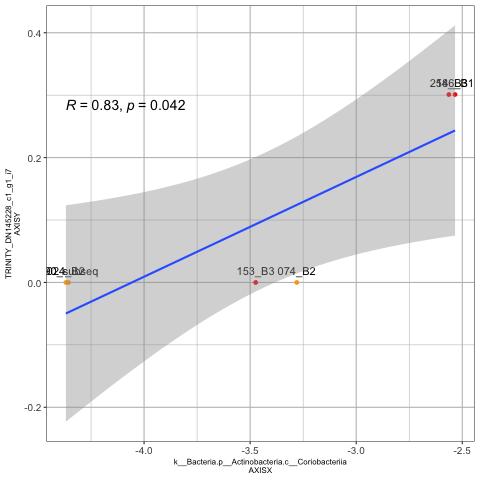 R = 0.83, p = 0.042
153_B3 074_B2
0.4
0.2
0.0
-0.2
TRINITY_DN145228_c1_g1_i7
AXISY
-4.0 -3.5 -3.0 -2.5
k__Bacteria.p__Actinobacteria.c__Coriobacteriia
AXISX